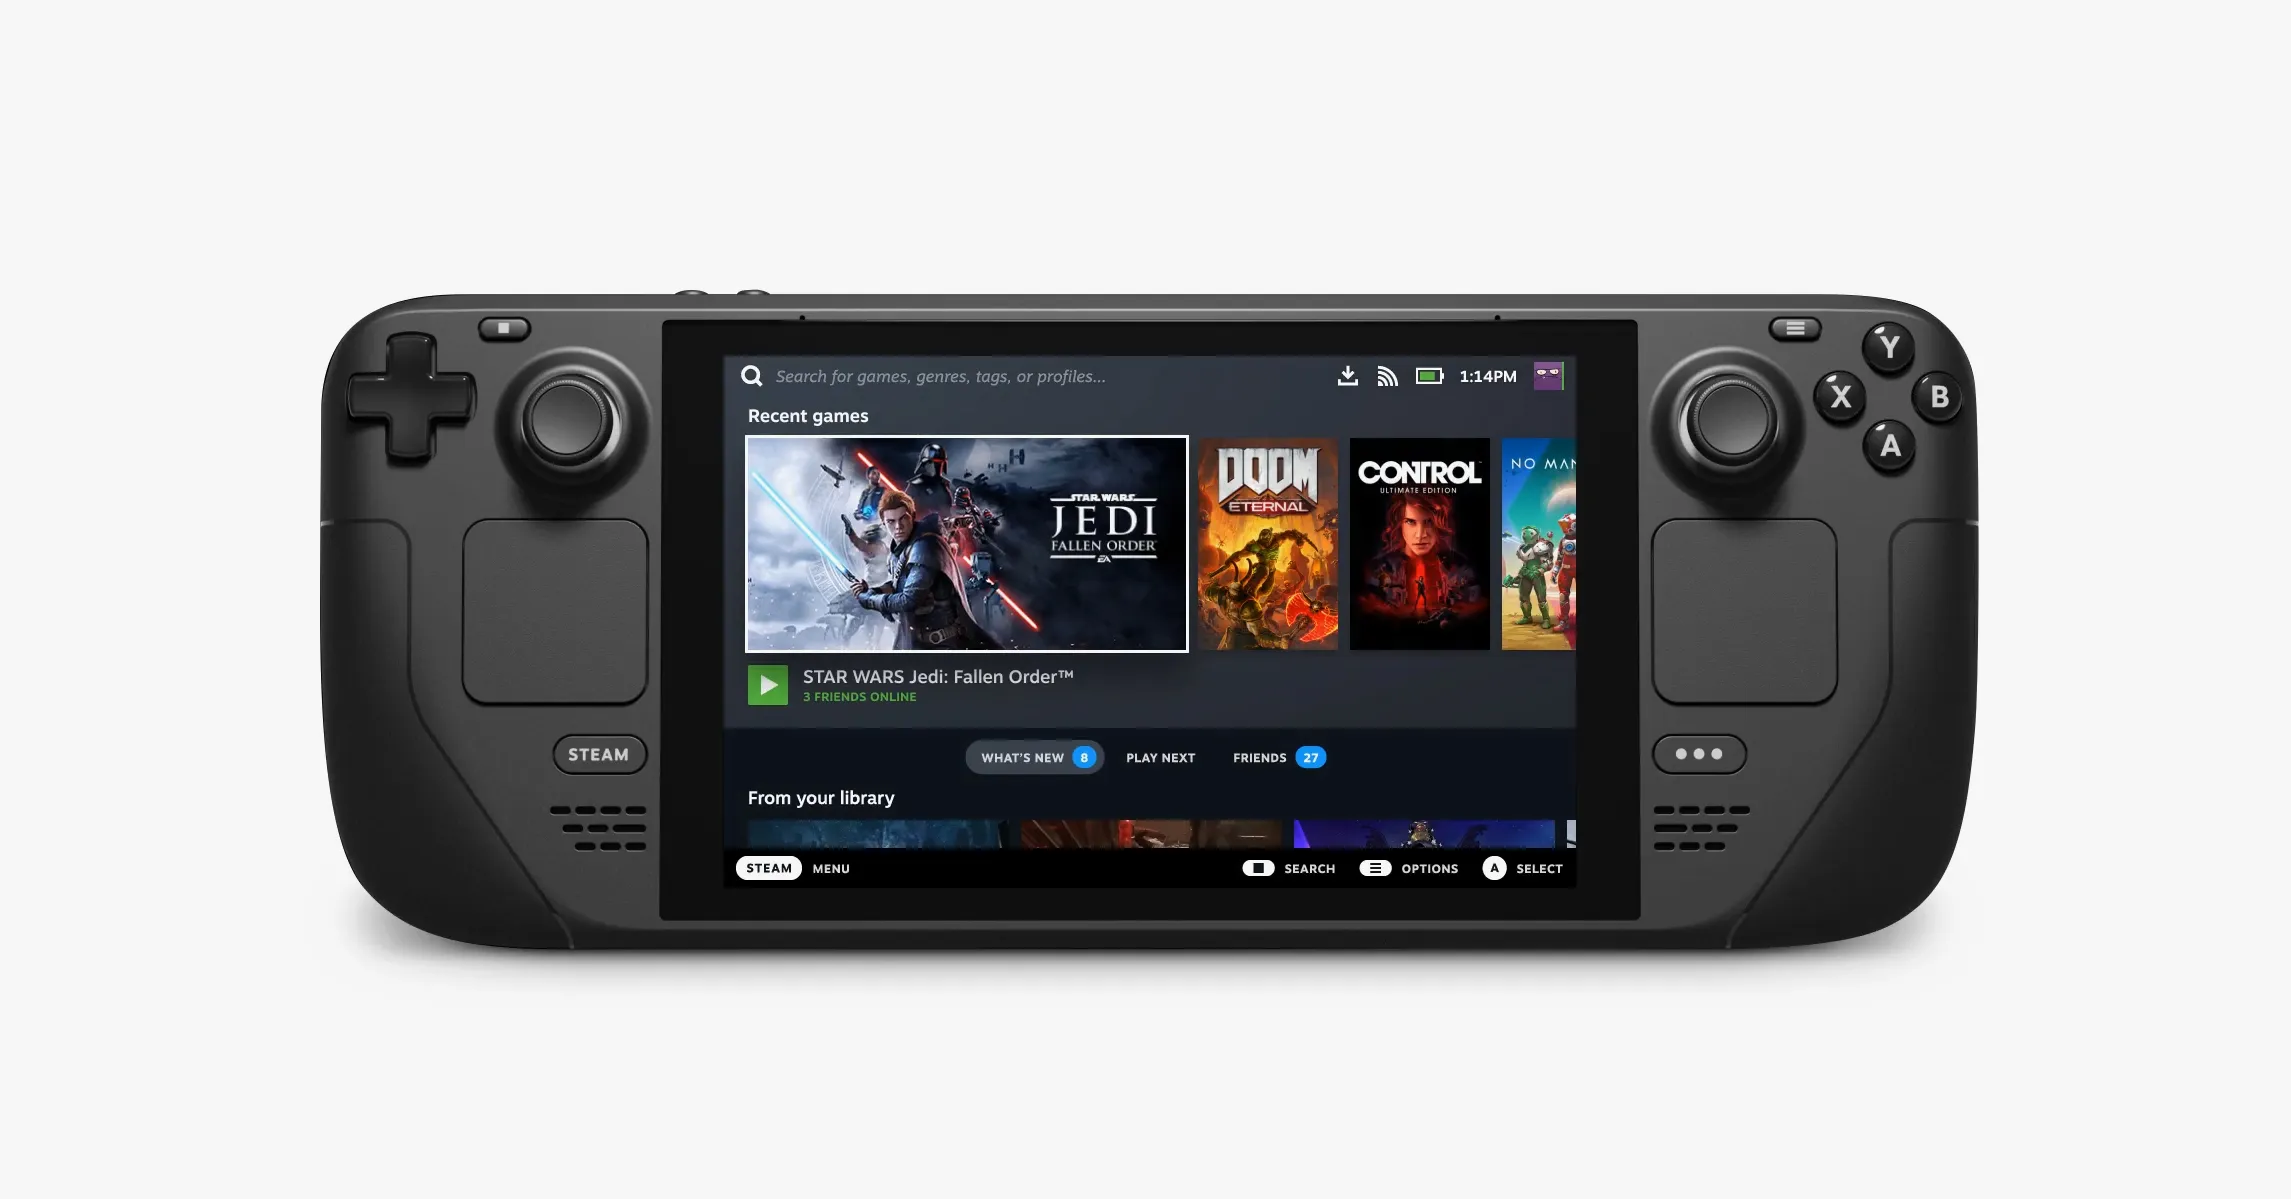 Search for games, genres, tags, or profiles...
1:14PM
Recent games
STAR WARS
JEDI
FALLEN ORDER
EA
DOOM
ETERNAL
CONTROL
ULTIMATE EDITION
NO MAN
STAR WARS Jedi: Fallen Order™
3 FRIENDS ONLINE
WHAT'S NEW 8
PLAY NEXT
FRIENDS 27
From your library
STEAM MENU
SEARCH
OPTIONS
A SELECT
STEAM
Y
X
B
A